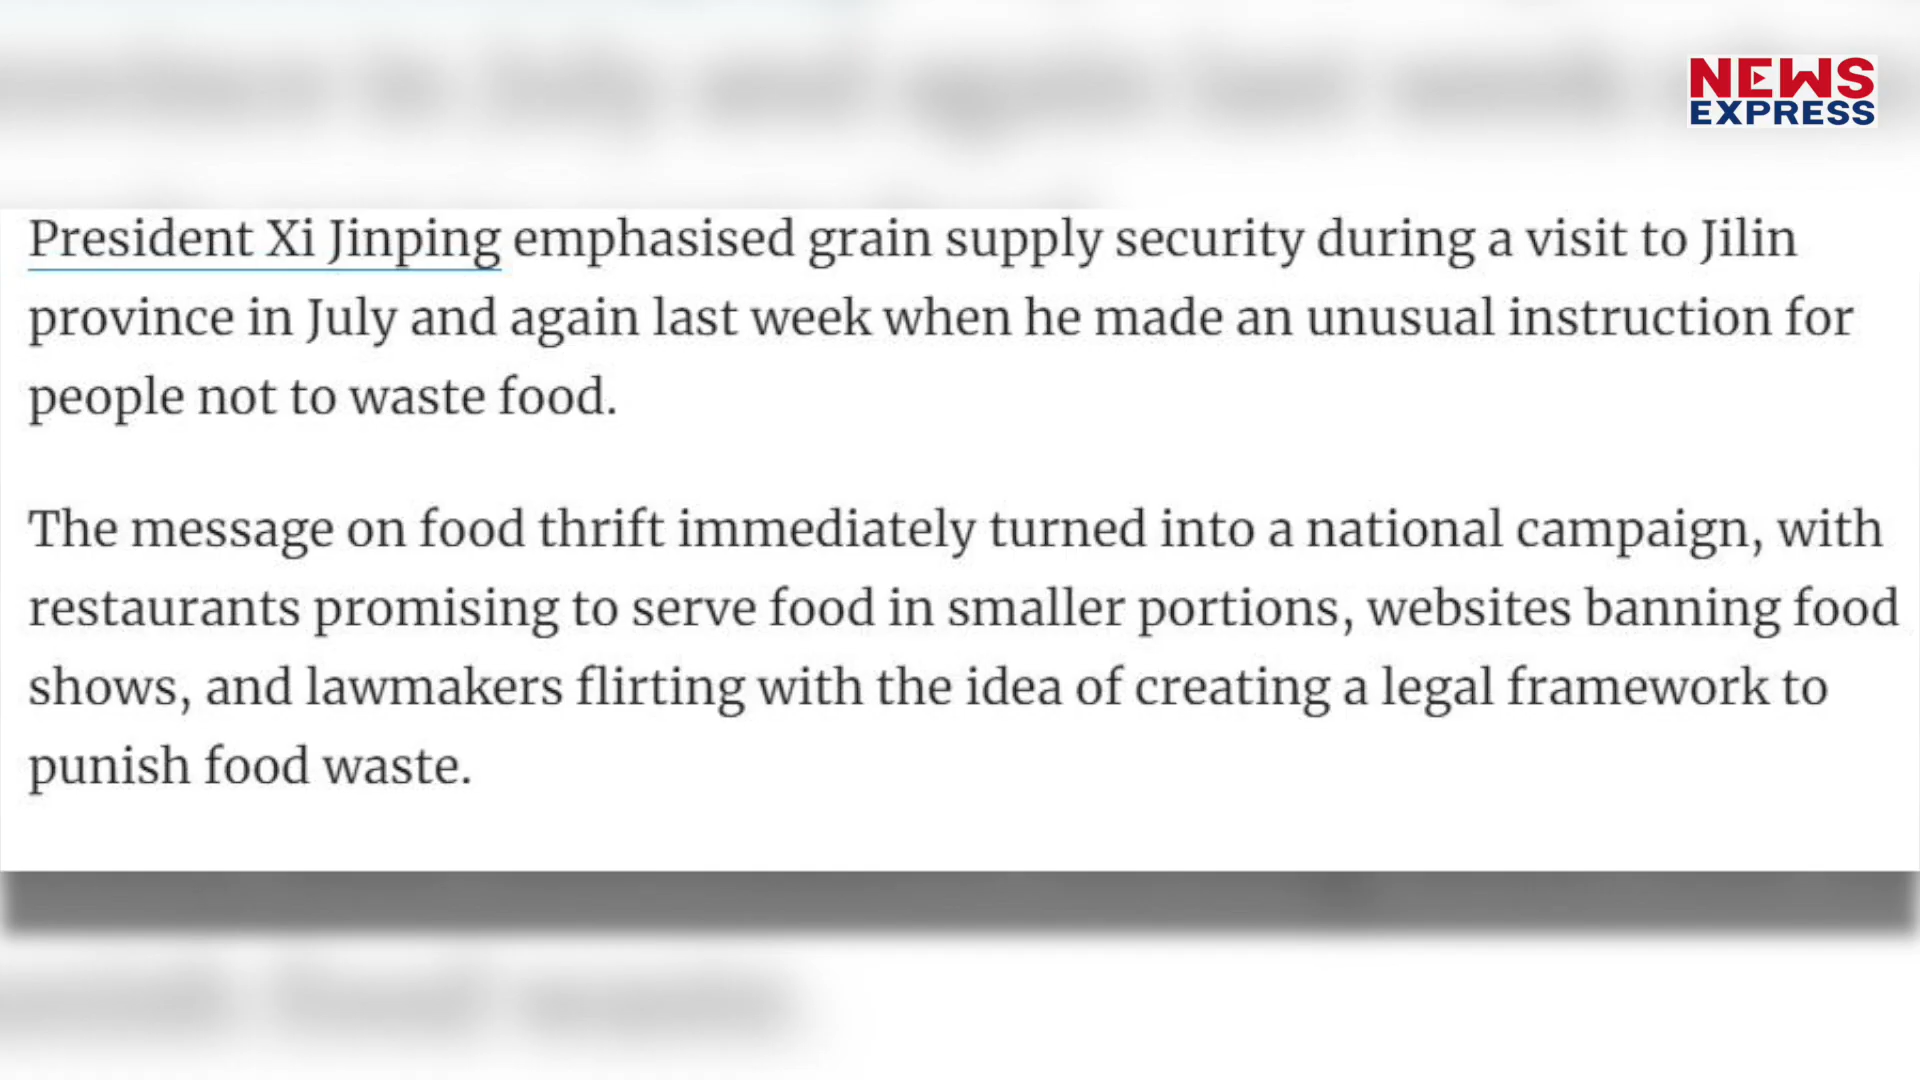 NEWS
EXPRESS
President Xi Jinping emphasised grain supply security during a visit to Jilin
province in July and again last week when he made an unusual instruction for
people not to waste food.
The message on food thrift immediately turned into a national campaign, with
restaurants promising to serve food in smaller portions, websites banning food
shows, and lawmakers flirting with the idea of creating a legal framework to
punish food waste.